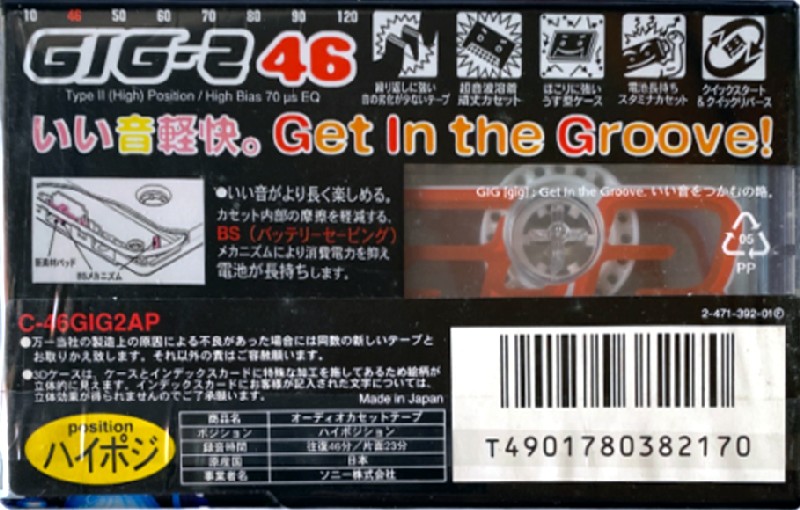 10 46 50 60 70 80 90 120
GIG-2 46
Type II (High) Position / High Bias 70 µs EQ
繰り返しに強い
音の劣化が少ないテープ
超音波溶着
頑丈カセット
ほこりに強い
うす型ケース
電池長持ち
スタミナカセット
クイックスタート
&クイックリバース
いい音軽快。Get In the Groove!
●いい音がより長く楽しめる。
カセット内部の摩擦を軽減する、
BS（バッテリーセービング）
メカニズムにより消費電力を抑え
電池が長持ちします。
BSメカニズム
GIG [gig] : Get In the Groove. いい音をつかむの略。
05
PP
C-46GIG2AP
2-471-392-01
●万一当社の製造上の原因による不良があった場合には同数の新しいテープと
お取りかえ致します。それ以外の責はご容赦願います。
●3Dケースは、ケースとインデックスカードに特殊な加工を施してあるため絵柄が
立体的に見えます。インデックスカードにお客様が記入された文字については、
立体効果が得られませんのでご了承願います。
Made in Japan
position
ハイポジ
商品名 オーディオカセットテープ
ポジション ハイポジション
録音時間 往復46分／片面23分
原産国 日本
事業者名 ソニー株式会社
T4901780382170